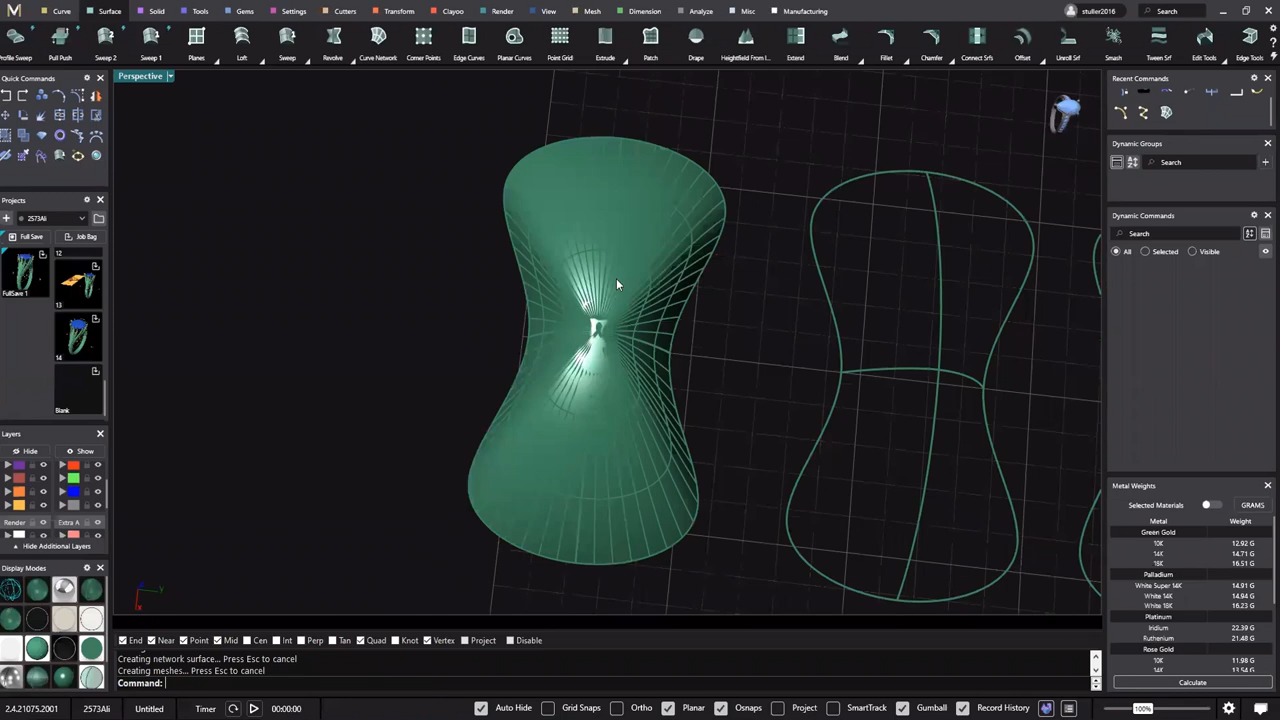 Curve Surface Solid Tools Gems Settings Cutters Transform Clayoo Render View Mesh Dimension Analyze Misc Manufacturing stuller2016 Search
Profile Sweep Pull Push Sweep 2 Sweep 1 Planes Loft Sweep Revolve Curve Network Corner Points Edge Curves Planar Curves Point Grid Extrude Patch Drape Heightfield From I... Extend Blend Fillet Chamfer Connect Srfs Offset Unroll Srf Smash Tween Srf Edit Tools Edge Tools
Quick Commands
Perspective
Recent Commands
Dynamic Groups
Search
Projects
2573Ali
Full Save Job Bag
FullSave 1
12
13
14
Blank
Dynamic Commands
Search
All Selected Visible
Layers
Hide Show
Render Extra A
Hide Additional Layers
Display Modes
Metal Weights
Selected Materials GRAMS
Metal Weight
Green Gold
10K 12.92 G
14K 14.71 G
18K 16.51 G
Palladium
White Super 14K 14.91 G
White 14K 14.94 G
White 18K 16.23 G
Platinum
Iridium 22.39 G
Ruthenium 21.48 G
Rose Gold
10K 11.98 G
14K 13.54 G
Calculate
z y x
End Near Point Mid Cen Int Perp Tan Quad Knot Vertex Project Disable
Creating network surface... Press Esc to cancel
Creating meshes... Press Esc to cancel
Command:
2.4.21075.2001 2573Ali Untitled Timer 00:00:00 Auto Hide Grid Snaps Ortho Planar Osnaps Project SmartTrack Gumball Record History 100%